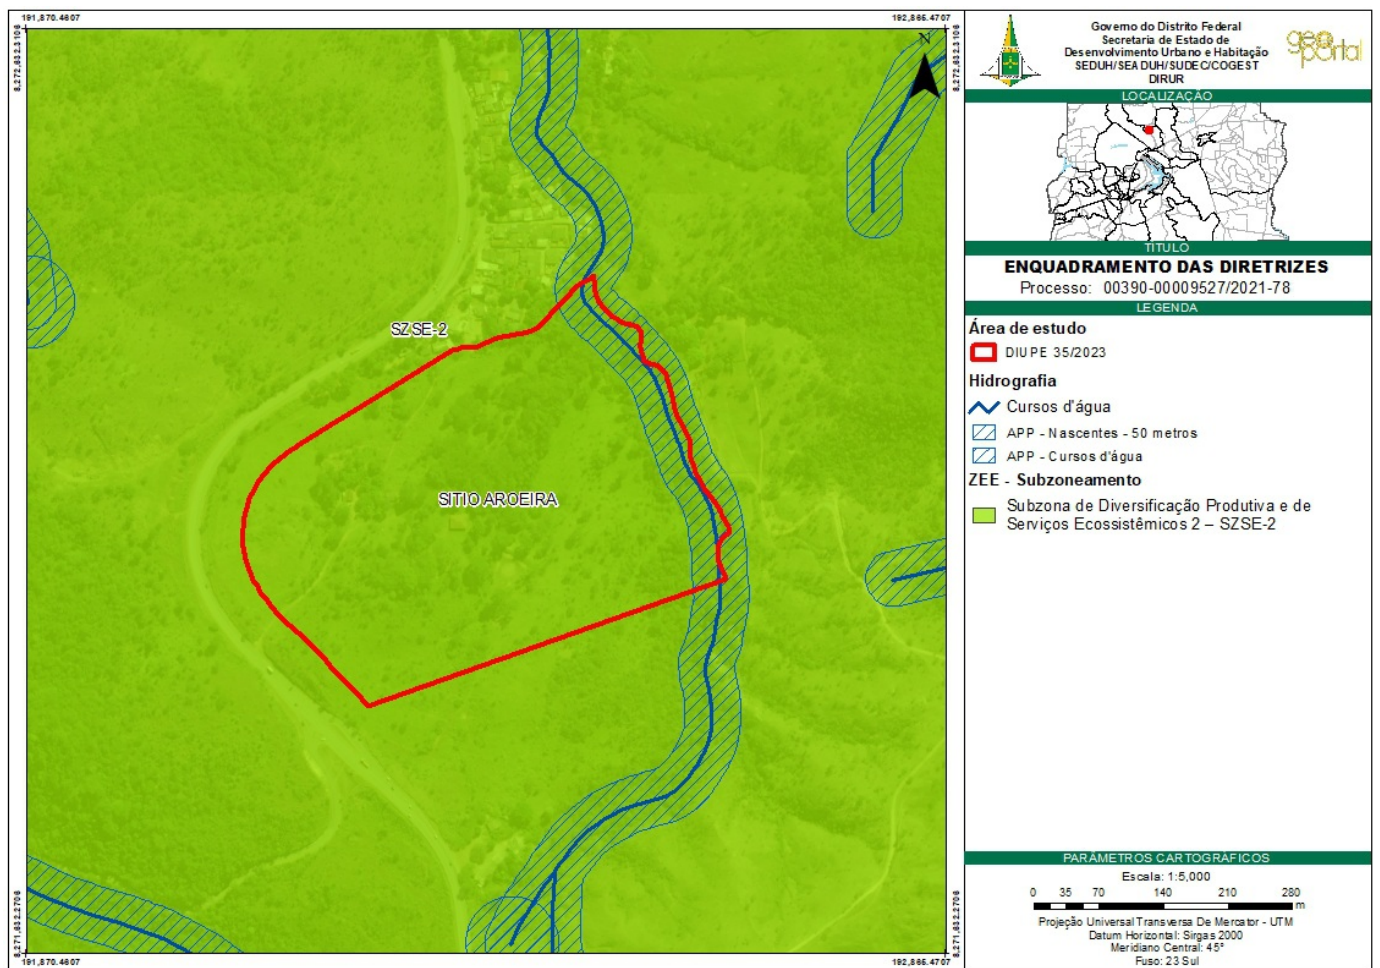 191,870.4607
192,865.4707
8,272,632.3106
8,272,632.3106
N
SZSE-2
SITIO AROEIRA
8,271,632.2706
8,271,632.2706
191,870.4607
192,865.4707
Governo do Distrito Federal
Secretaria de Estado de
Desenvolvimento Urbano e Habitação
SEDUH/SEADUH/SUDEC/COGEST
DIRUR
geoportal
LOCALIZAÇÃO
TÍTULO
ENQUADRAMENTO DAS DIRETRIZES
Processo: 00390-00009527/2021-78
LEGENDA
Área de estudo
DIUPE 35/2023
Hidrografia
Cursos d'água
APP - Nascentes - 50 metros
APP - Cursos d'água
ZEE - Subzoneamento
Subzona de Diversificação Produtiva e de
Serviços Ecossistêmicos 2 – SZSE-2
PARÂMETROS CARTOGRÁFICOS
Escala: 1:5,000
0 35 70 140 210 280
m
Projeção Universal Transversa De Mercator - UTM
Datum Horizontal: Sirgas 2000
Meridiano Central: 45°
Fuso: 23 Sul